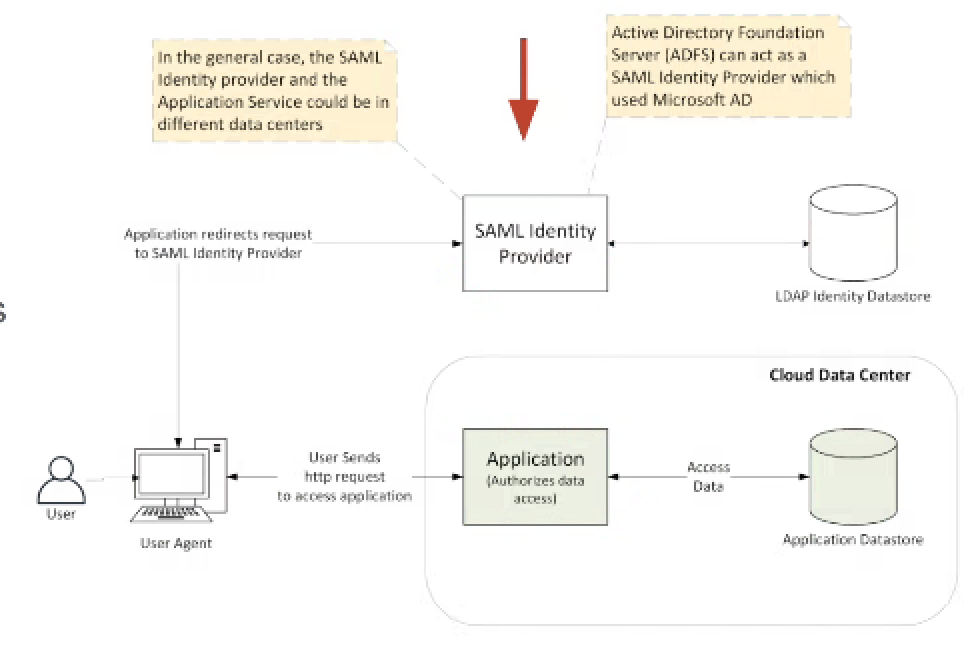 In the general case, the SAML
Identity provider and the
Application Service could be in
different data centers
Active Directory Foundation
Server (ADFS) can act as a
SAML Identity Provider which
used Microsoft AD
SAML Identity
Provider
Application redirects request
to SAML Identity Provider
LDAP Identity Datastore
s
Cloud Data Center
User Sends
http request
to access application
Application
(Authorizes data
access)
Access
Data
User
User Agent
Application Datastore